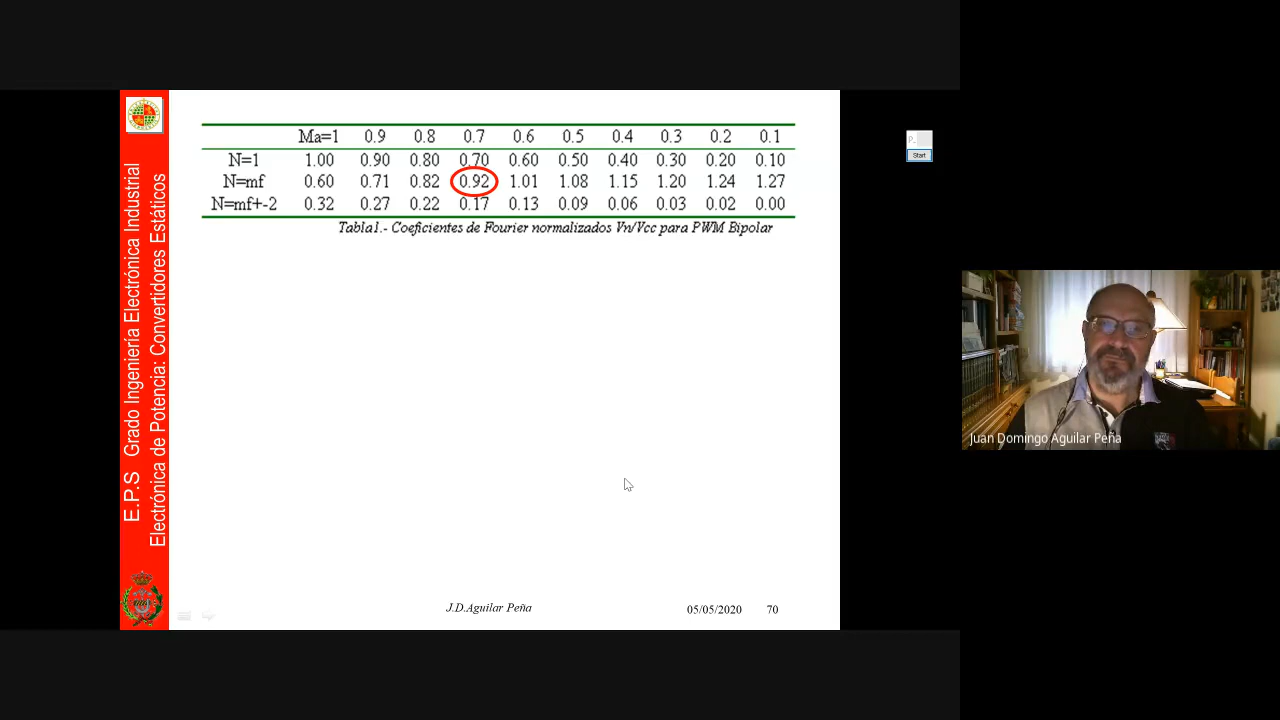 E.P.S Grado Ingeniería Electrónica Industrial
Electrónica de Potencia: Convertidores Estáticos
Ma=1 0.9 0.8 0.7 0.6 0.5 0.4 0.3 0.2 0.1
N=1 1.00 0.90 0.80 0.70 0.60 0.50 0.40 0.30 0.20 0.10
N=mf 0.60 0.71 0.82 0.92 1.01 1.08 1.15 1.20 1.24 1.27
N=mf+-2 0.32 0.27 0.22 0.17 0.13 0.09 0.06 0.03 0.02 0.00
Tabla1.- Coeficientes de Fourier normalizados Vn/Vcc para PWM Bipolar
J.D.Aguilar Peña 05/05/2020 70
Start
Juan Domingo Aguilar Peña